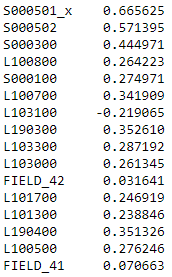 S000501_x 0.665625
S000502 0.571395
S000300 0.444971
L100800 0.264223
S000100 0.274971
L100700 0.341909
L103100 -0.219065
L190300 0.352610
L103300 0.287192
L103000 0.261345
FIELD_42 0.031641
L101700 0.246919
L101300 0.238846
L190400 0.351326
L100500 0.276246
FIELD_41 0.070663